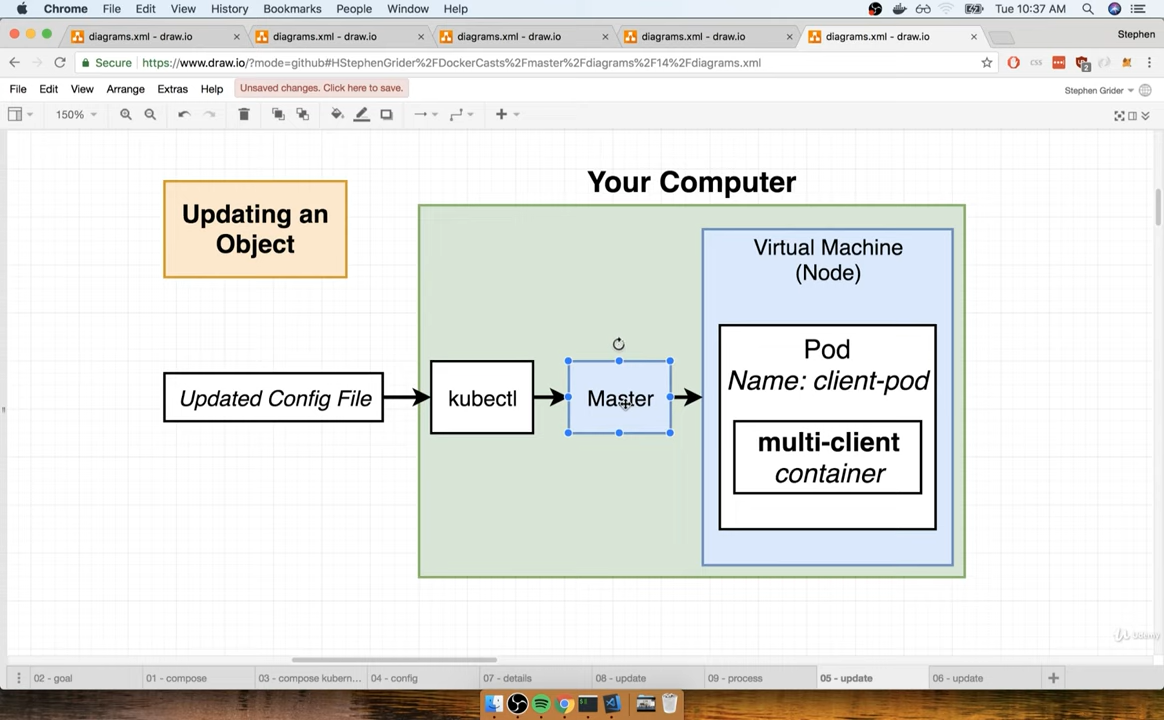 Chrome File Edit View History Bookmarks People Window Help Tue 10:37 AM
diagrams.xml - draw.io diagrams.xml - draw.io diagrams.xml - draw.io diagrams.xml - draw.io diagrams.xml - draw.io Stephen
Secure https://www.draw.io/?mode=github#HStephenGrider%2FDockerCasts%2Fmaster%2Fdiagrams%2F14%2Fdiagrams.xml css 2
File Edit View Arrange Extras Help Unsaved changes. Click here to save. Stephen Grider
150%
Your Computer
Updating an
Object
Virtual Machine
(Node)
Pod
Name: client-pod
Updated Config File
kubectl
Master
multi-client
container
Udemy
02 - goal 01 - compose 03 - compose kubern... 04 - config 07 - details 08 - update 09 - process 05 - update 06 - update